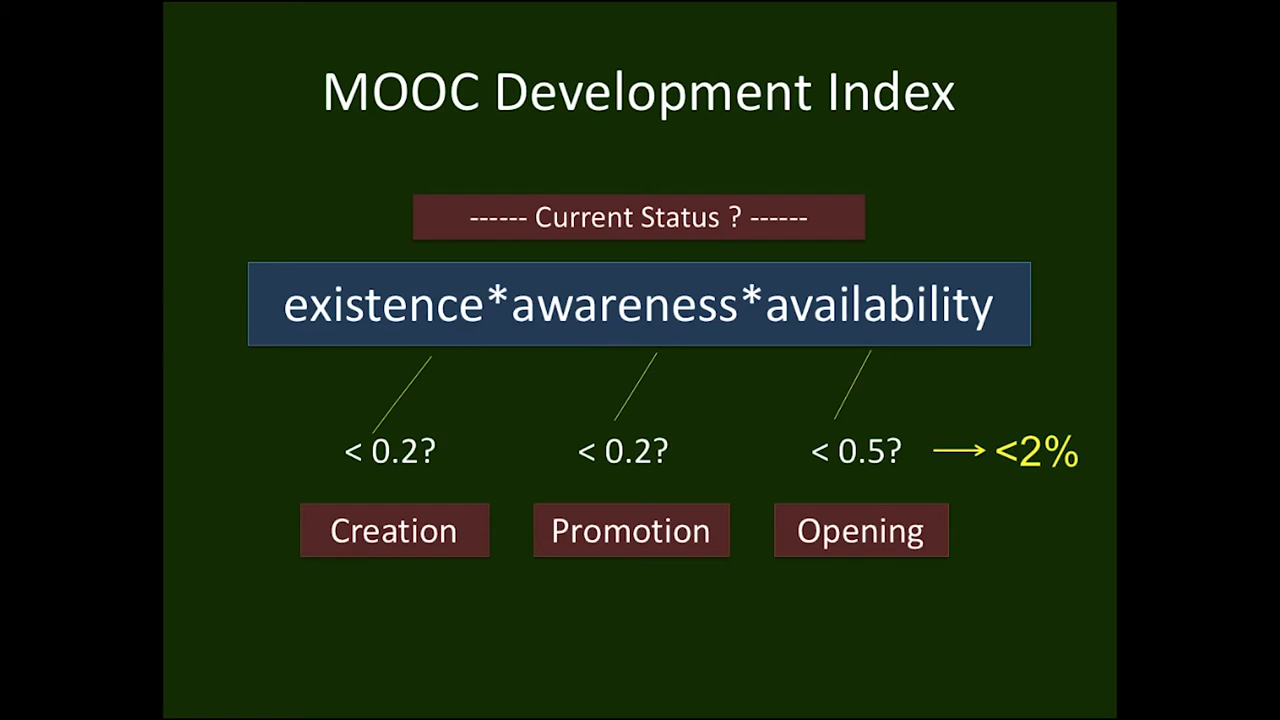 MOOC Development Index
------ Current Status ? ------
existence*awareness*availability
< 0.2? < 0.2? < 0.5? → <2%
Creation Promotion Opening